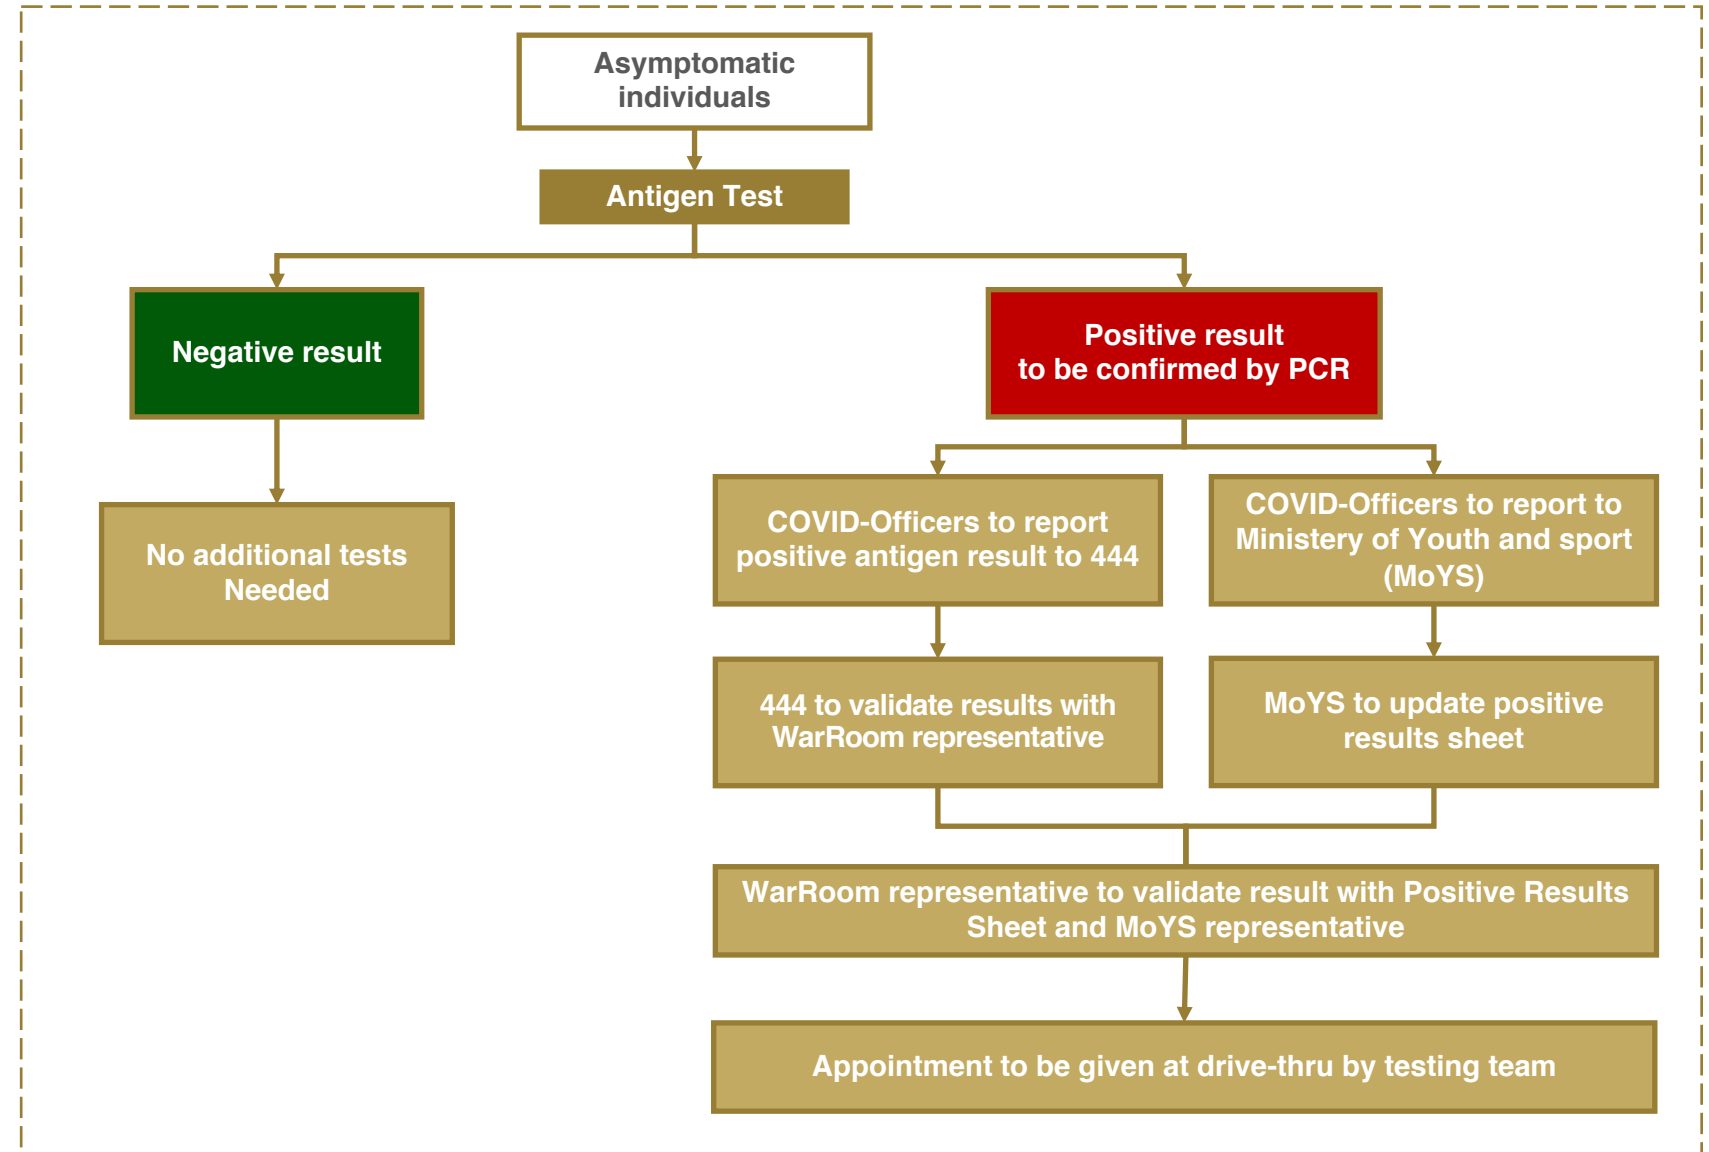 Asymptomatic
individuals
Antigen Test
Negative result
Positive result
to be confirmed by PCR
No additional tests
Needed
COVID-Officers to report
positive antigen result to 444
COVID-Officers to report to
Ministery of Youth and sport
(MoYS)
444 to validate results with
WarRoom representative
MoYS to update positive
results sheet
WarRoom representative to validate result with Positive Results
Sheet and MoYS representative
Appointment to be given at drive-thru by testing team